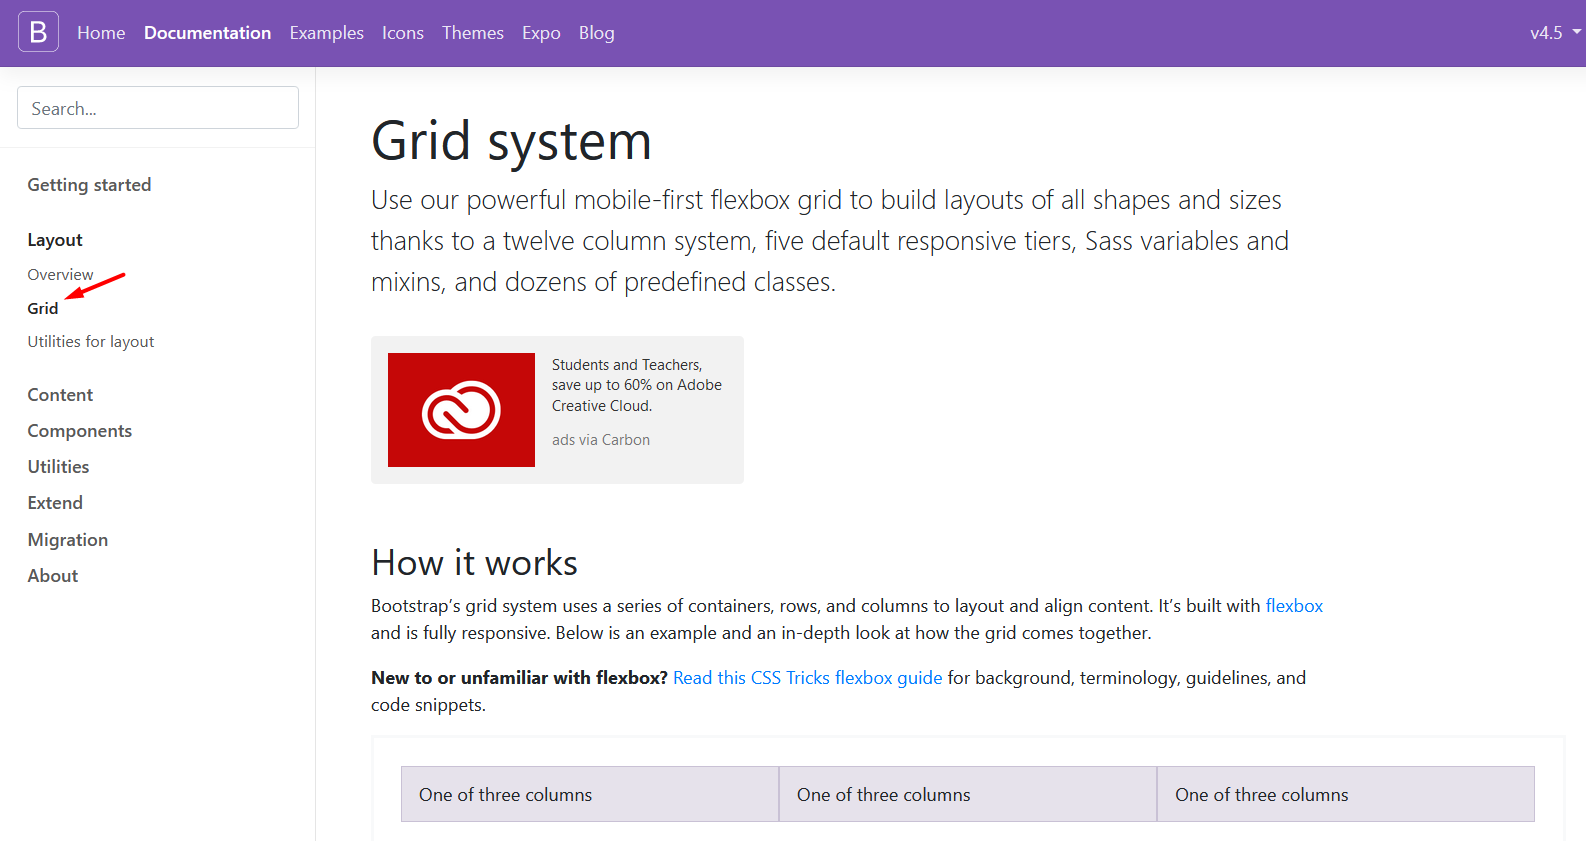 B Home Documentation Examples Icons Themes Expo Blog v4.5
Search...
Getting started
Layout
Overview
Grid
Utilities for layout
Content
Components
Utilities
Extend
Migration
About
Grid system
Use our powerful mobile-first flexbox grid to build layouts of all shapes and sizes
thanks to a twelve column system, five default responsive tiers, Sass variables and
mixins, and dozens of predefined classes.
Students and Teachers,
save up to 60% on Adobe
Creative Cloud.
ads via Carbon
How it works
Bootstrap’s grid system uses a series of containers, rows, and columns to layout and align content. It’s built with flexbox
and is fully responsive. Below is an example and an in-depth look at how the grid comes together.
New to or unfamiliar with flexbox? Read this CSS Tricks flexbox guide for background, terminology, guidelines, and
code snippets.
One of three columns One of three columns One of three columns